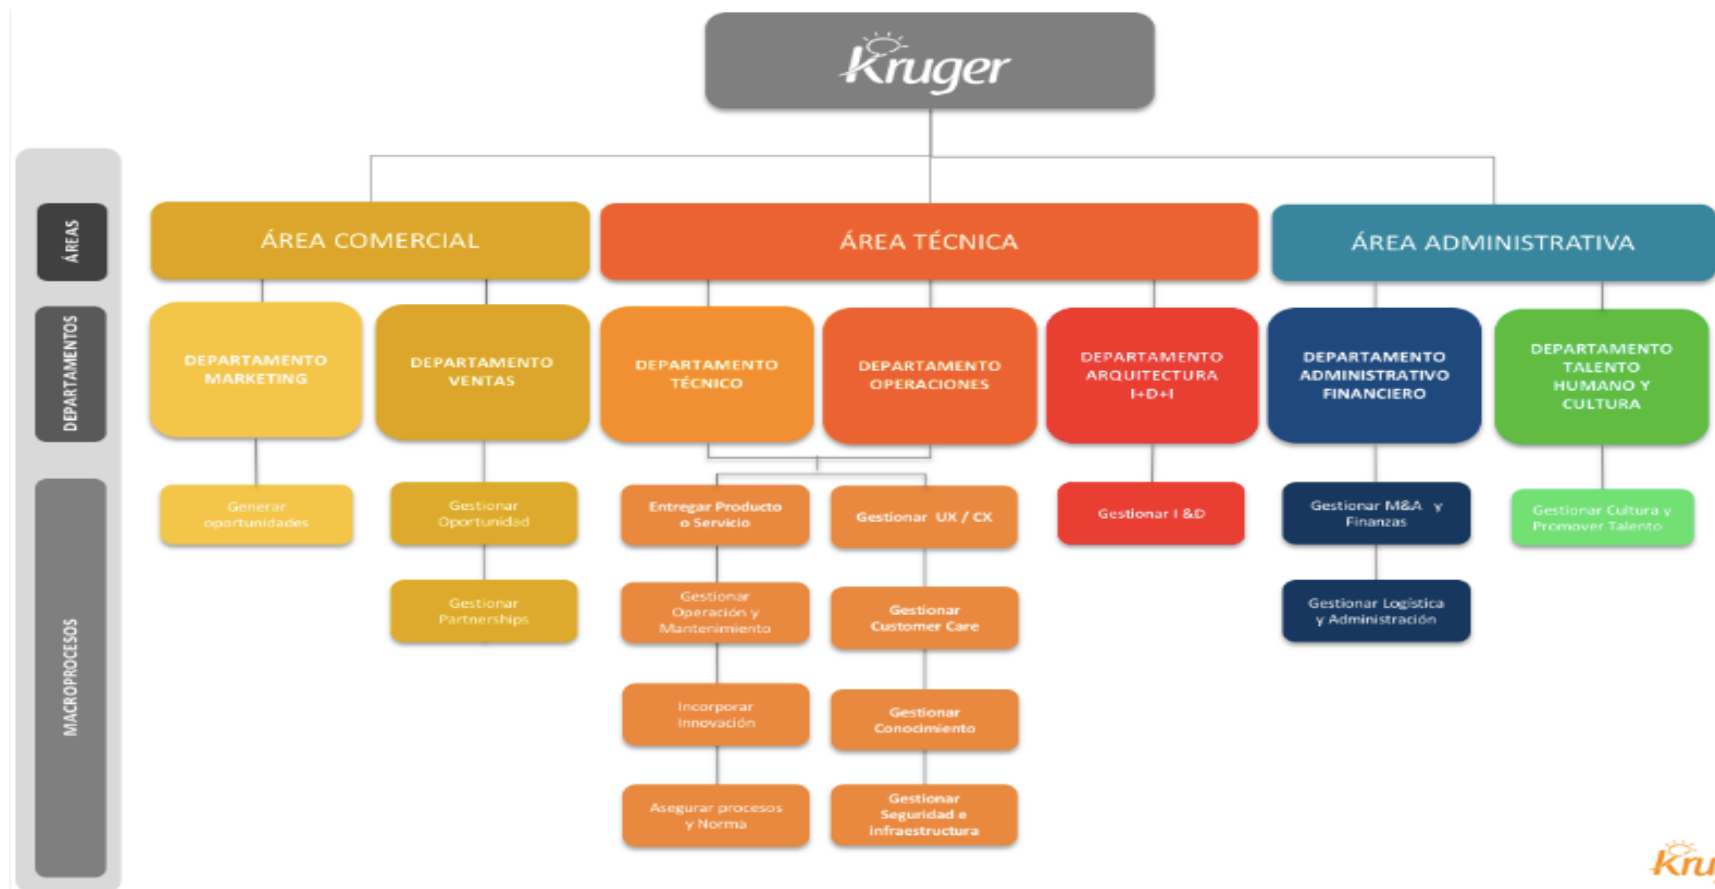 Kruger
ÁREAS
ÁREA COMERCIAL
ÁREA TÉCNICA
ÁREA ADMINISTRATIVA
DEPARTAMENTOS
DEPARTAMENTO
MARKETING
DEPARTAMENTO
VENTAS
DEPARTAMENTO
TÉCNICO
DEPARTAMENTO
OPERACIONES
DEPARTAMENTO
ARQUITECTURA
I+D+I
DEPARTAMENTO
ADMINISTRATIVO
FINANCIERO
DEPARTAMENTO
TALENTO
HUMANO Y
CULTURA
MACROPROCESOS
Generar
oportunidades
Gestionar
Oportunidad
Gestionar
Partnerships
Entregar Producto
o Servicio
Gestionar
Operación y
Mantenimiento
Incorporar
Innovación
Asegurar procesos
y Norma
Gestionar UX / CX
Gestionar
Customer Care
Gestionar
Conocimiento
Gestionar
Seguridad e
infraestructura
Gestionar I &D
Gestionar M&A y
Finanzas
Gestionar Logística
y Administración
Gestionar Cultura y
Promover Talento
Kru